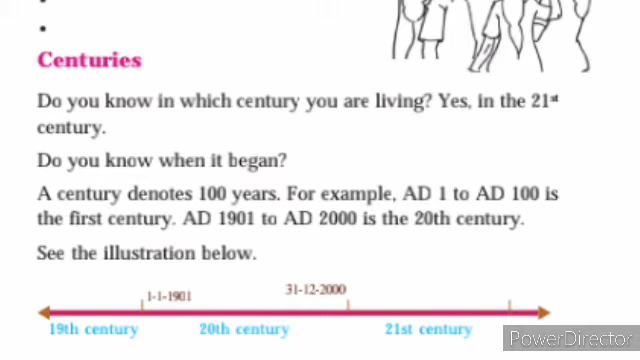 Centuries
Do you know in which century you are living? Yes, in the 21st
century.
Do you know when it began?
A century denotes 100 years. For example, AD 1 to AD 100 is
the first century. AD 1901 to AD 2000 is the 20th century.
See the illustration below.
1-1-1901
31-12-2000
19th century
20th century
21st century
PowerDirector